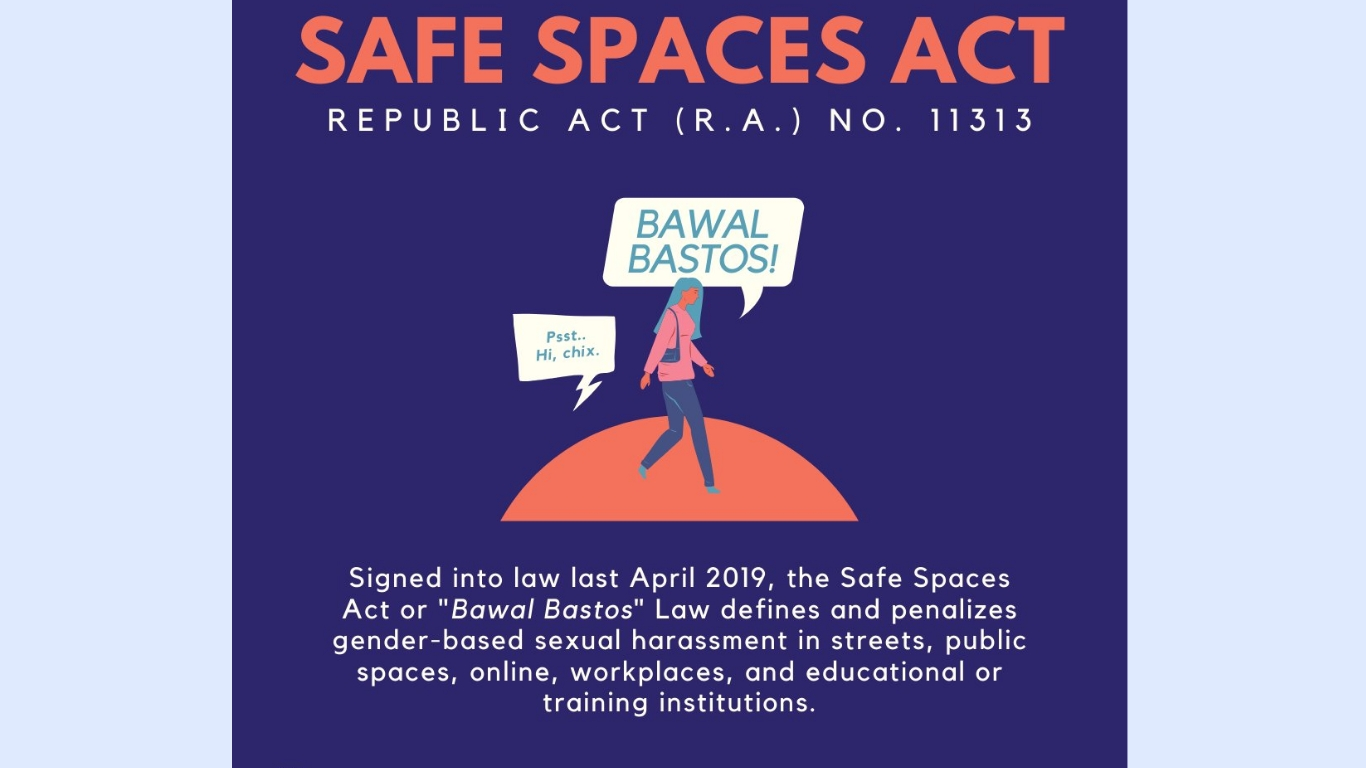 SAFE SPACES ACT
REPUBLIC ACT (R.A.) NO. 11313
BAWAL
BASTOS!
Psst..
Hi, chix.
Signed into law last April 2019, the Safe Spaces
Act or "Bawal Bastos" Law defines and penalizes
gender-based sexual harassment in streets, public
spaces, online, workplaces, and educational or
training institutions.